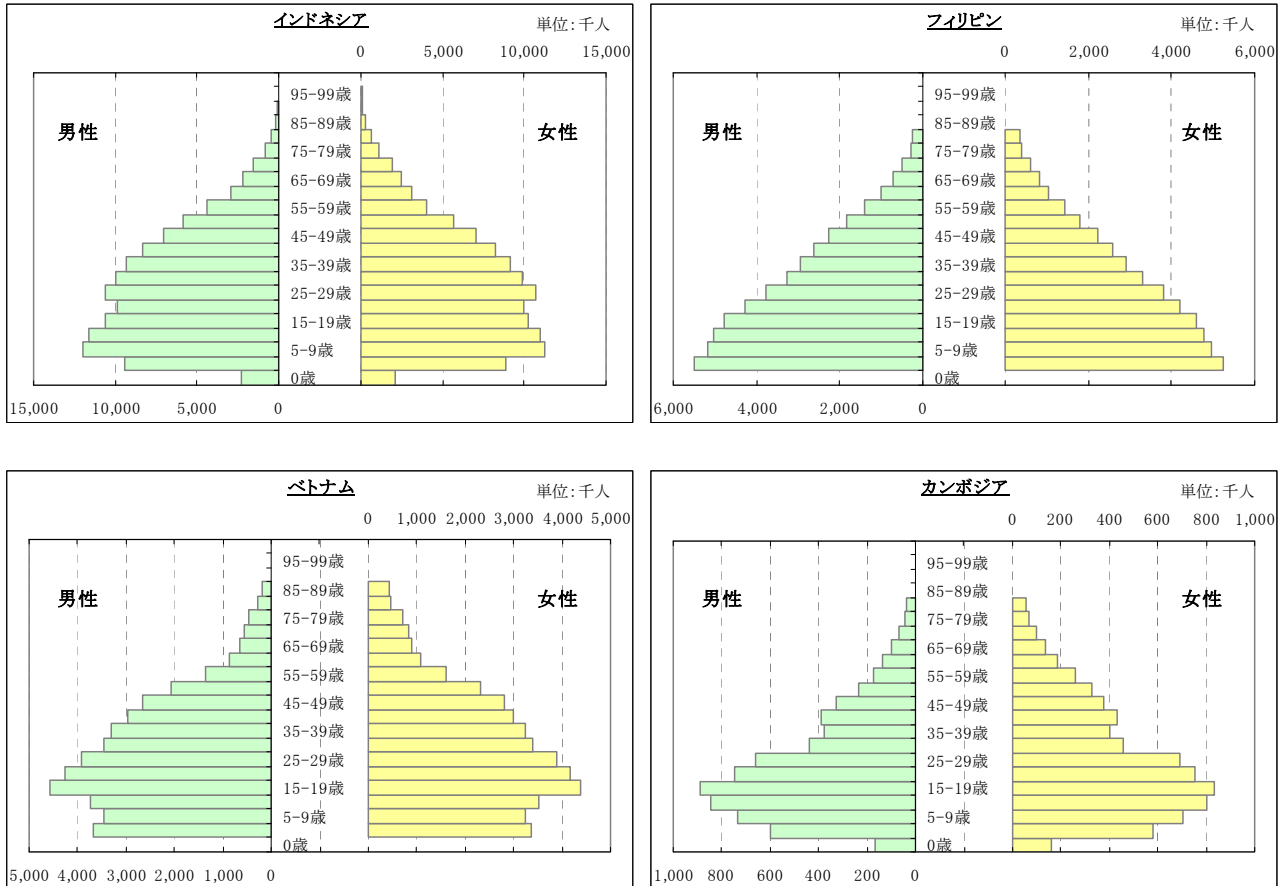 インドネシア
単位:千人
0 5,000 10,000 15,000
95-99歳
85-89歳
男性 女性
75-79歳
65-69歳
55-59歳
45-49歳
35-39歳
25-29歳
15-19歳
5-9歳
0歳
15,000 10,000 5,000 0
フィリピン
単位:千人
0 2,000 4,000 6,000
95-99歳
85-89歳
男性 女性
75-79歳
65-69歳
55-59歳
45-49歳
35-39歳
25-29歳
15-19歳
5-9歳
0歳
6,000 4,000 2,000 0
ベトナム
単位:千人
0 1,000 2,000 3,000 4,000 5,000
95-99歳
85-89歳
男性 女性
75-79歳
65-69歳
55-59歳
45-49歳
35-39歳
25-29歳
15-19歳
5-9歳
0歳
5,000 4,000 3,000 2,000 1,000 0
カンボジア
単位:千人
0 200 400 600 800 1,000
95-99歳
85-89歳
男性 女性
75-79歳
65-69歳
55-59歳
45-49歳
35-39歳
25-29歳
15-19歳
5-9歳
0歳
1,000 800 600 400 200 0